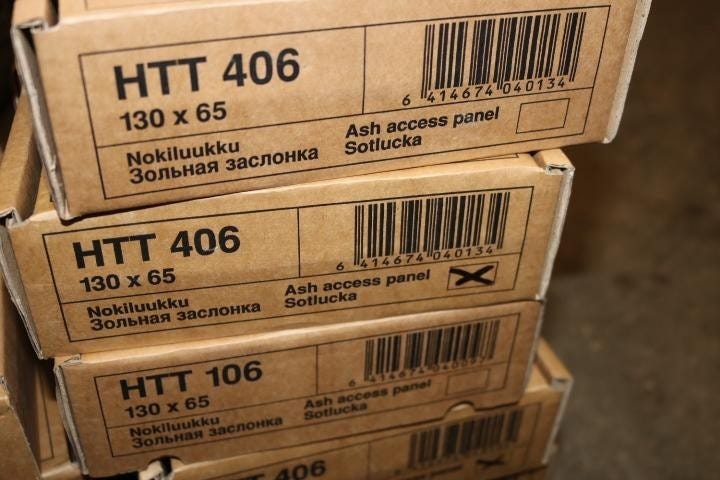 HTT 406
130 x 65
6 414674 040134
Nokiluukku
Зольная заслонка
Ash access panel
Sotlucka
HTT 406
130 x 65
6 414674 040134
Nokiluukku
Зольная заслонка
Ash access panel
Sotlucka
HTT 106
130 x 65
Nokiluukku
Зольная заслонка
Ash access panel
Sotlucka
HTT 406